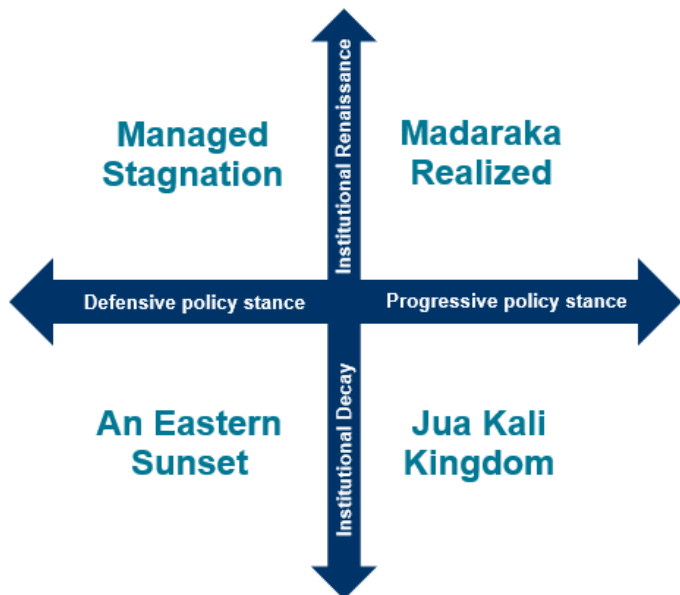 Managed
Stagnation
Madaraka
Realized
Institutional Renaissance
Defensive policy stance
Progressive policy stance
An Eastern
Sunset
Jua Kali
Kingdom
Institutional Decay